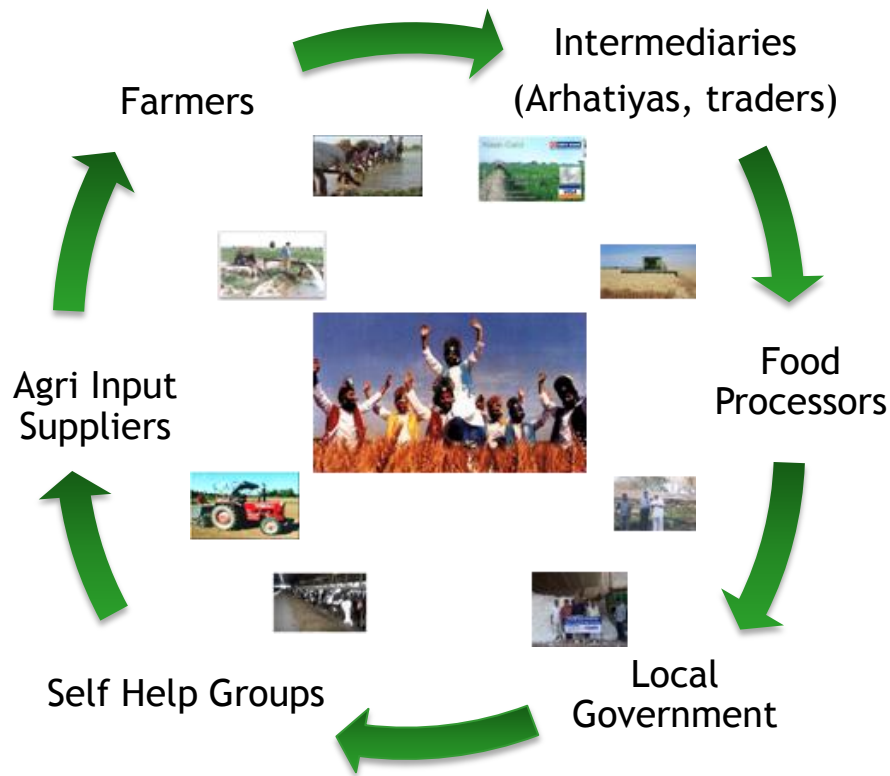 Farmers
Intermediaries
(Arhatiyas, traders)
Food
Processors
Local
Government
Self Help Groups
Agri Input
Suppliers